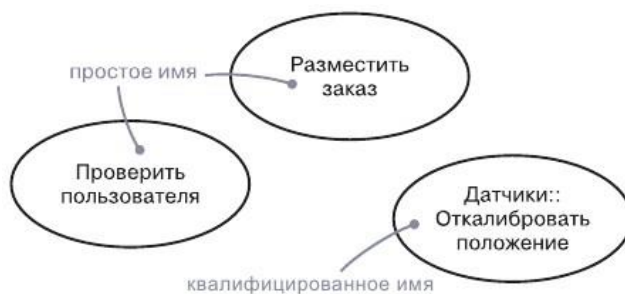 простое имя
Разместить
заказ
Проверить
пользователя
Датчики::
Откалибровать
положение
квалифицированное имя